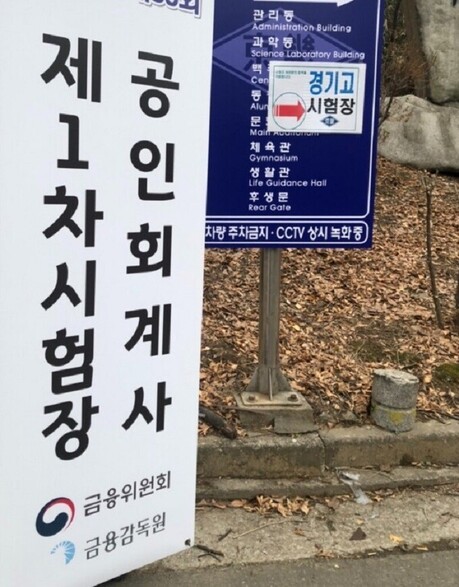 공인회계사
제1차시험장
금융위원회
금융감독원
관리동
Administration Building
과학동
Science Laboratory Building
경기고
시험장
체육관
Gymnasium
생활관
Life Guidance Hall
후생문
Rear Gate
차량 주차금지·CCTV 상시 녹화중